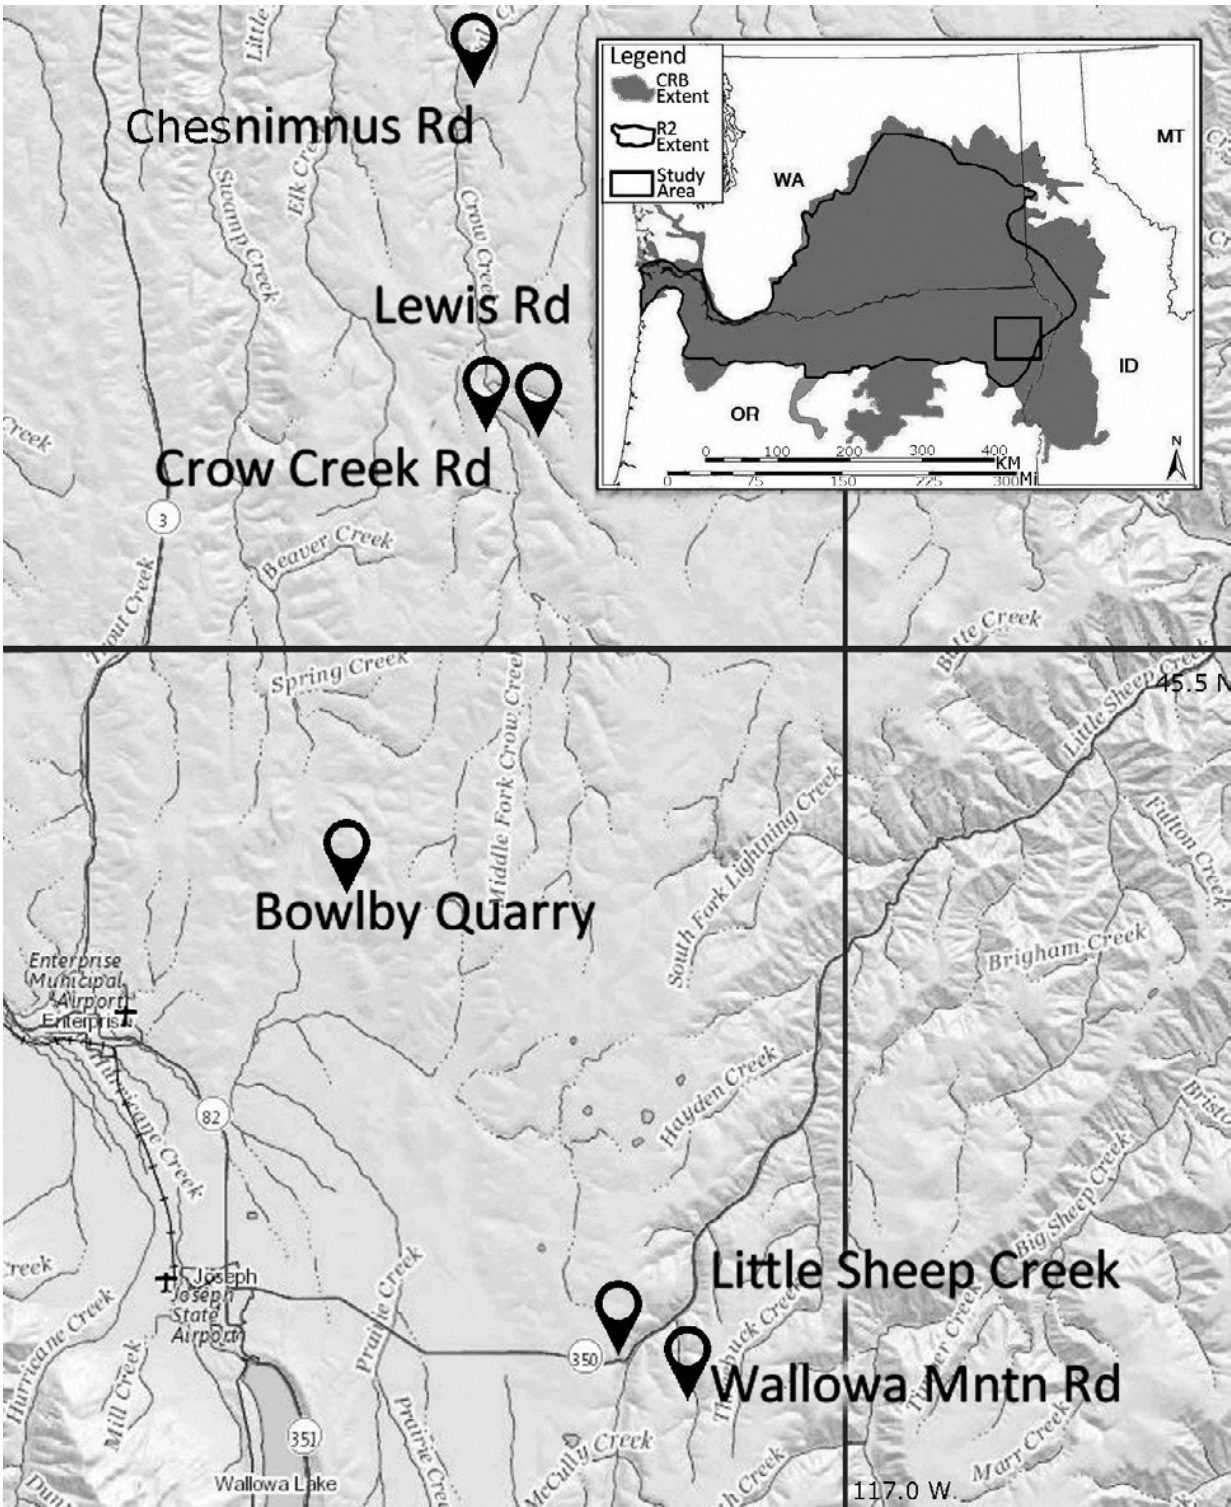 Little
Chesnimnus Rd
Elk Cree
Swamp Creek
Crow Creek
Lewis Rd
Crow Creek Rd
Creek
3
Beaver Creek
Trout Creek
Spring Creek
Middle Fork Crow Creek
Legend
CRB
Extent
R2
Extent
Study
Area
WA
MT
ID
OR
N
0 100 200 300 400
KM
0 75 150 225 300 Mi
Butte Creek
Little Sheep Creek
45.5 N
Bowlby Quarry
South Fork Lightning Creek
Fulton Creek
Brigham Creek
Enterprise
Municipal
Airport
Enterpris
Hurricane Creek
82
Hayden Creek
Big Sheep Creek
Creek
Joseph
Joseph
State
Airport
Hurricane Creek
Mill Creek
Prairie Creek
Little Sheep Creek
350
Wallowa Mntn Rd
351
Wallowa Lake
McCully Creek
Marr Creek
117.0 W.